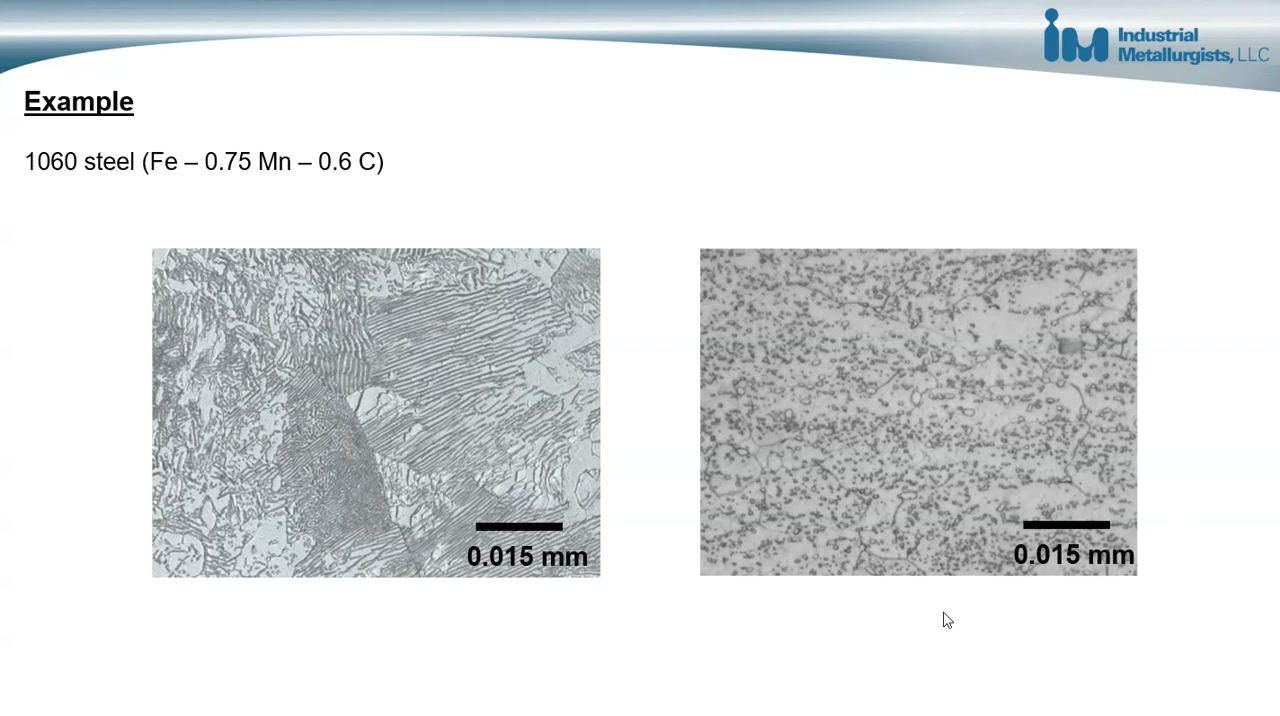 Industrial
Metallurgists, LLC
Example
1060 steel (Fe – 0.75 Mn – 0.6 C)
0.015 mm
0.015 mm